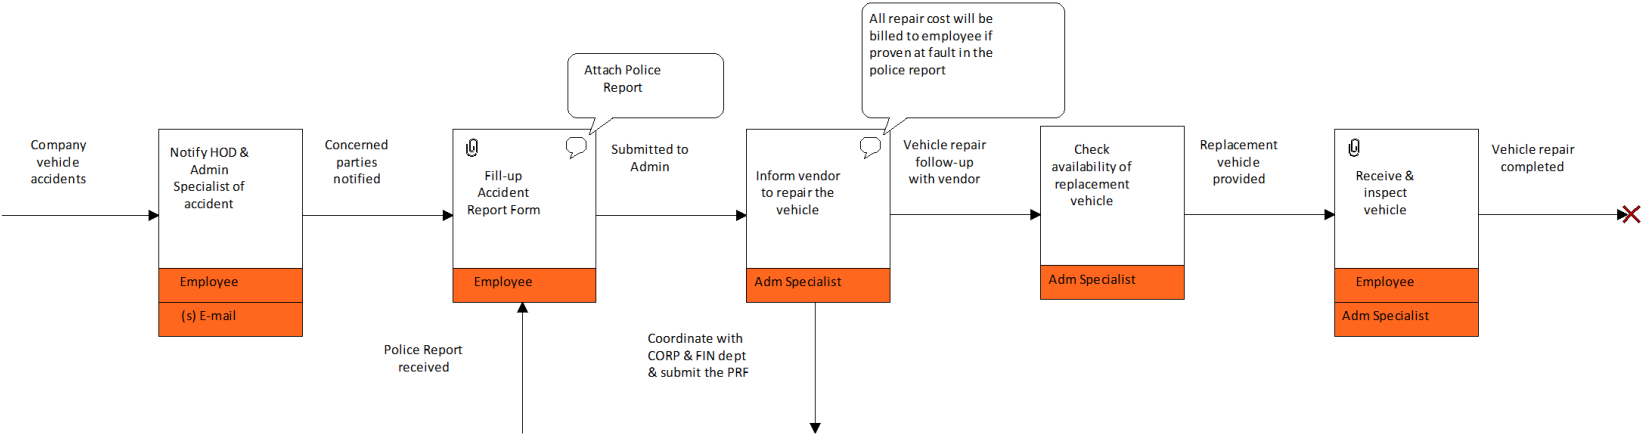 All repair cost will be
billed to employee if
proven at fault in the
police report
Attach Police
Report
Company
vehicle
accidents
Notify HOD &
Admin
Specialist of
accident
Employee
(s) E-mail
Concerned
parties
notified
Fill-up
Accident
Report Form
Employee
Police Report
received
Submitted to
Admin
Inform vendor
to repair the
vehicle
Adm Specialist
Coordinate with
CORP & FIN dept
& submit the PRF
Vehicle repair
follow-up
with vendor
Check
availability of
replacement
vehicle
Adm Specialist
Replacement
vehicle
provided
Receive &
inspect
vehicle
Employee
Adm Specialist
Vehicle repair
completed